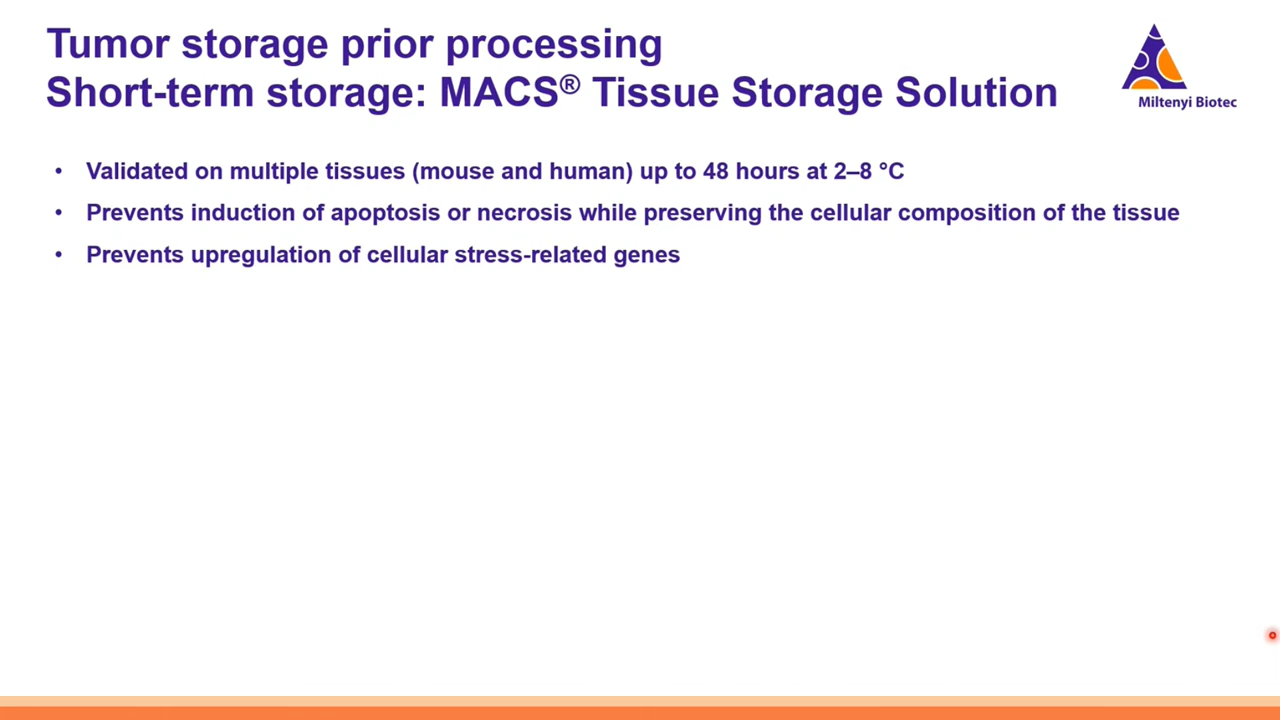 Tumor storage prior processing
Short-term storage: MACS® Tissue Storage Solution
Miltenyi Biotec
• Validated on multiple tissues (mouse and human) up to 48 hours at 2–8 °C
• Prevents induction of apoptosis or necrosis while preserving the cellular composition of the tissue
• Prevents upregulation of cellular stress-related genes